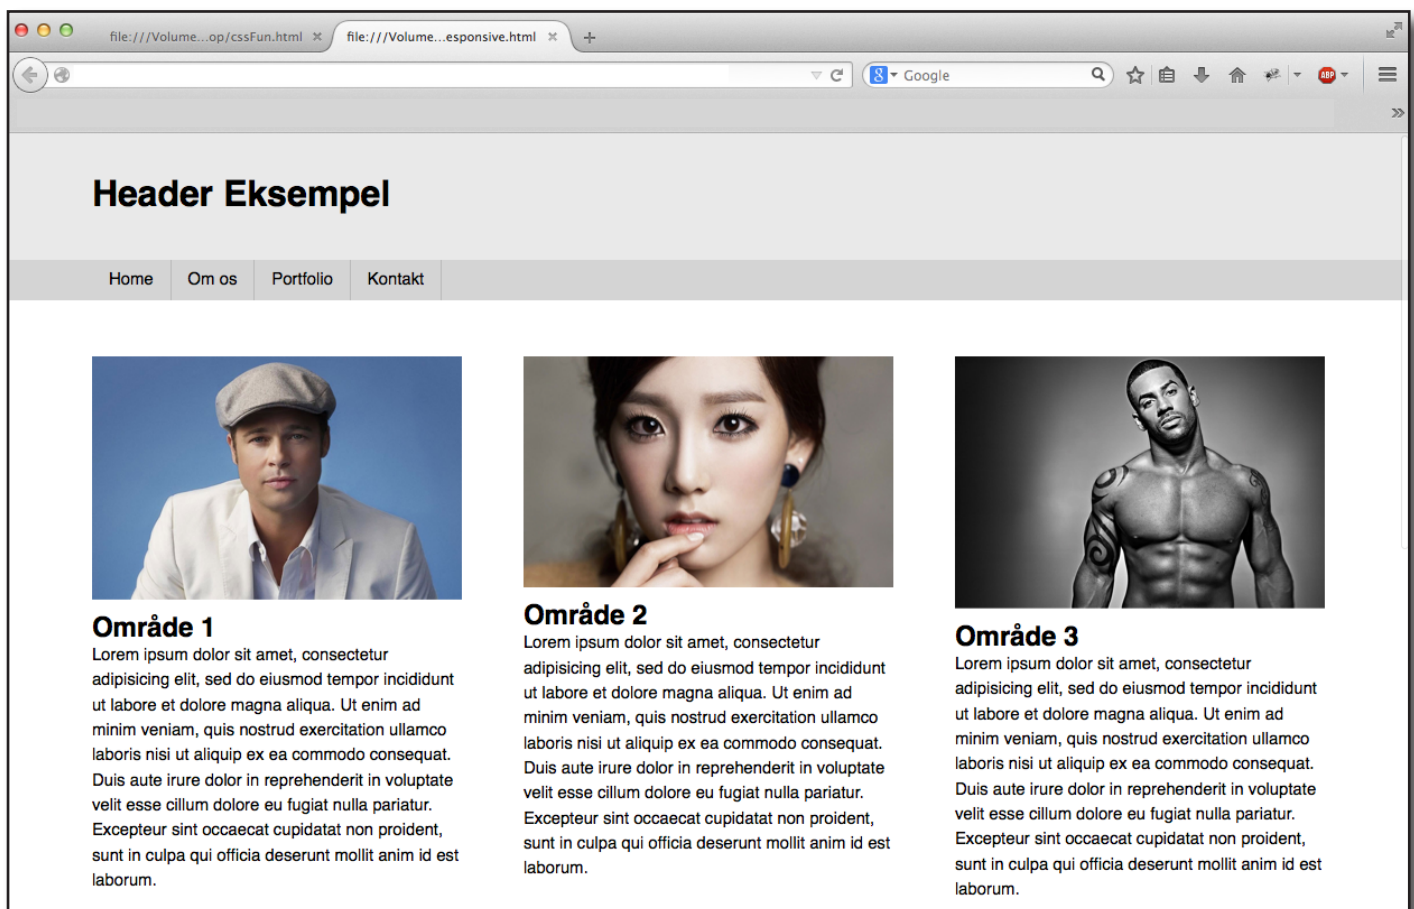 file:///Volume...op/cssFun.html
file:///Volume...esponsive.html
Google
ABP
Header Eksempel
Home Om os Portfolio Kontakt
Område 1
Lorem ipsum dolor sit amet, consectetur
adipisicing elit, sed do eiusmod tempor incididunt
ut labore et dolore magna aliqua. Ut enim ad
minim veniam, quis nostrud exercitation ullamco
laboris nisi ut aliquip ex ea commodo consequat.
Duis aute irure dolor in reprehenderit in voluptate
velit esse cillum dolore eu fugiat nulla pariatur.
Excepteur sint occaecat cupidatat non proident,
sunt in culpa qui officia deserunt mollit anim id est
laborum.
Område 2
Lorem ipsum dolor sit amet, consectetur
adipisicing elit, sed do eiusmod tempor incididunt
ut labore et dolore magna aliqua. Ut enim ad
minim veniam, quis nostrud exercitation ullamco
laboris nisi ut aliquip ex ea commodo consequat.
Duis aute irure dolor in reprehenderit in voluptate
velit esse cillum dolore eu fugiat nulla pariatur.
Excepteur sint occaecat cupidatat non proident,
sunt in culpa qui officia deserunt mollit anim id est
laborum.
Område 3
Lorem ipsum dolor sit amet, consectetur
adipisicing elit, sed do eiusmod tempor incididunt
ut labore et dolore magna aliqua. Ut enim ad
minim veniam, quis nostrud exercitation ullamco
laboris nisi ut aliquip ex ea commodo consequat.
Duis aute irure dolor in reprehenderit in voluptate
velit esse cillum dolore eu fugiat nulla pariatur.
Excepteur sint occaecat cupidatat non proident,
sunt in culpa qui officia deserunt mollit anim id est
laborum.